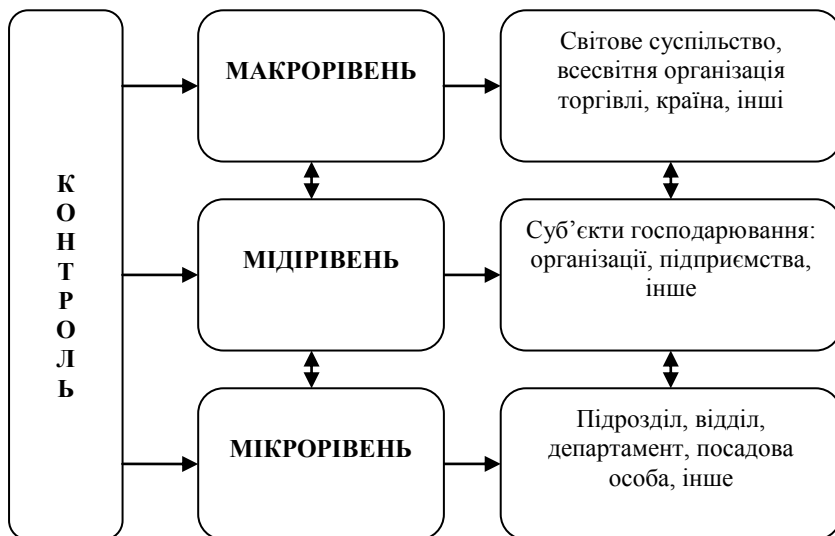 КОНТРОЛЬ
МАКРОРІВЕНЬ
Світове суспільство,
всесвітня організація
торгівлі, країна, інші
МІДІРІВЕНЬ
Суб’єкти господарювання:
організації, підприємства,
інше
МІКРОРІВЕНЬ
Підрозділ, відділ,
департамент, посадова
особа, інше